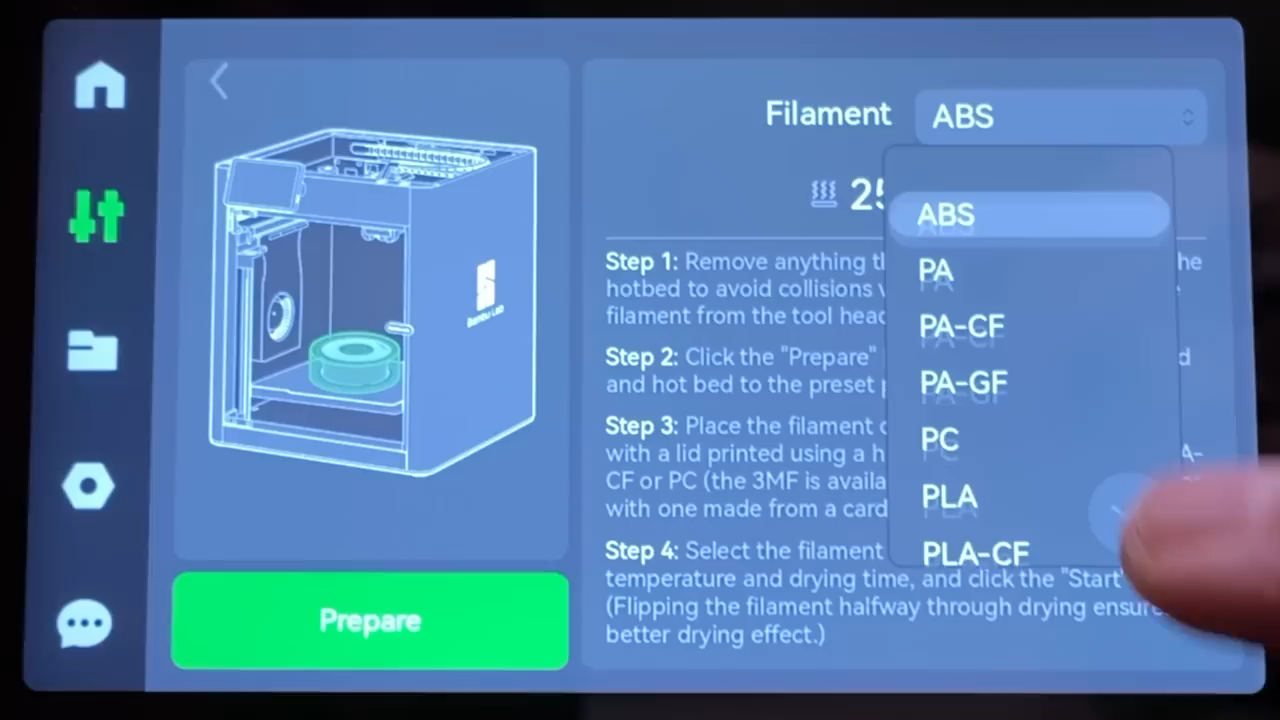 Filament ABS
25
ABS
PA
PA-CF
PA-GF
PC
PLA
PLA-CF
Step 1: Remove anything he
hotbed to avoid collisions
filament from the tool head
Step 2: Click the "Prepare" d
and hot bed to the preset
Step 3: Place the filament
with a lid printed using a A-
CF or PC (the 3MF is availa
with one made from a card
Step 4: Select the filament
temperature and drying time, and click the "Start"
(Flipping the filament halfway through drying ensure
better drying effect.)
Bambu Lab
Prepare